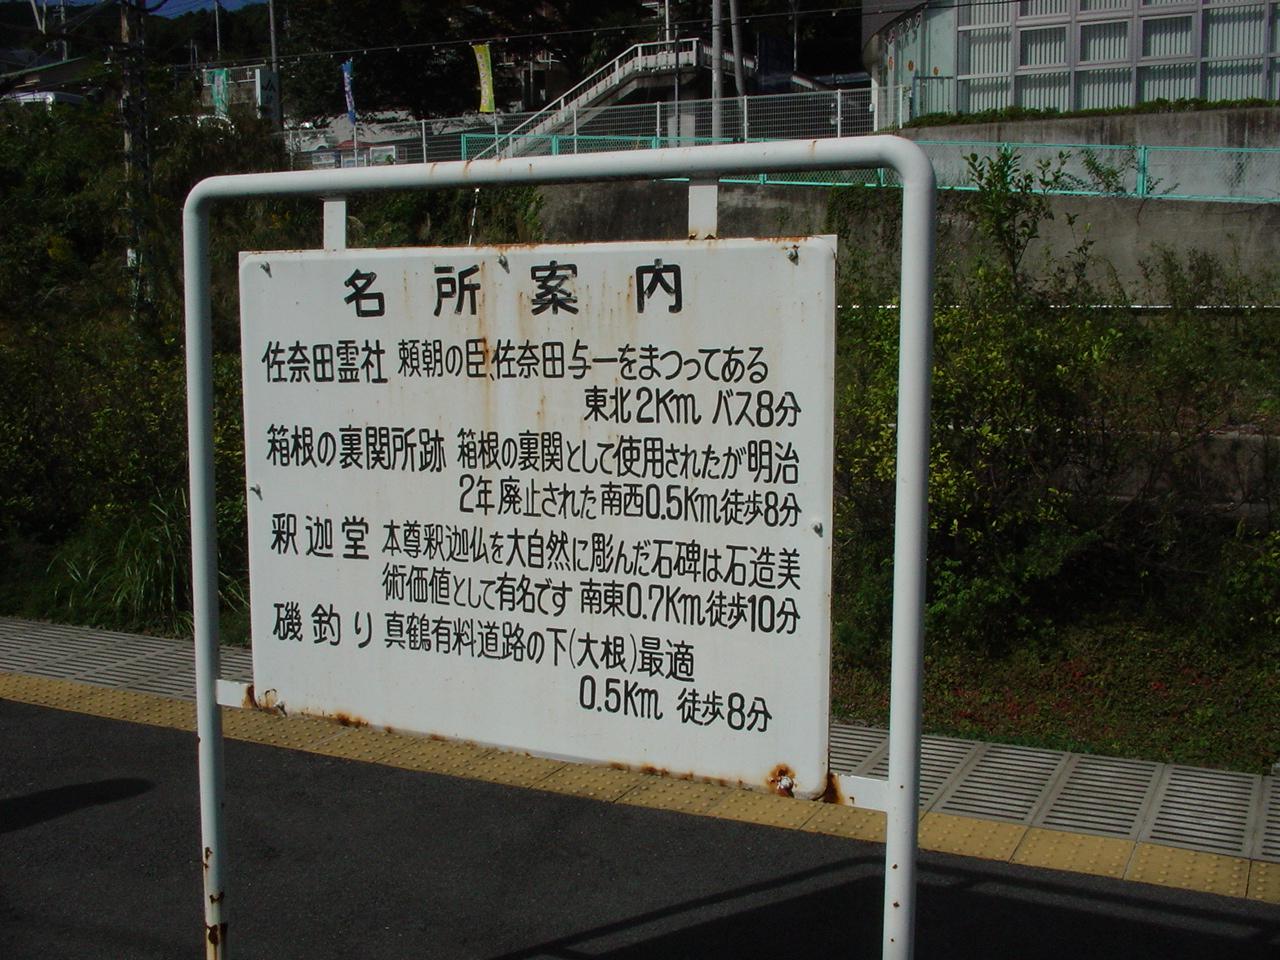 名所案内
佐奈田霊社 頼朝の臣、佐奈田与一をまつってある
東北2Km バス8分
箱根の裏関所跡 箱根の裏関として使用されたが明治
2年廃止された 南西0.5Km 徒歩8分
釈迦堂 本尊釈迦仏を大自然に彫んだ石碑は石造美
術価値として有名です 南東0.7Km 徒歩10分
磯釣り 真鶴有料道路の下(大根)最適
0.5Km 徒歩8分